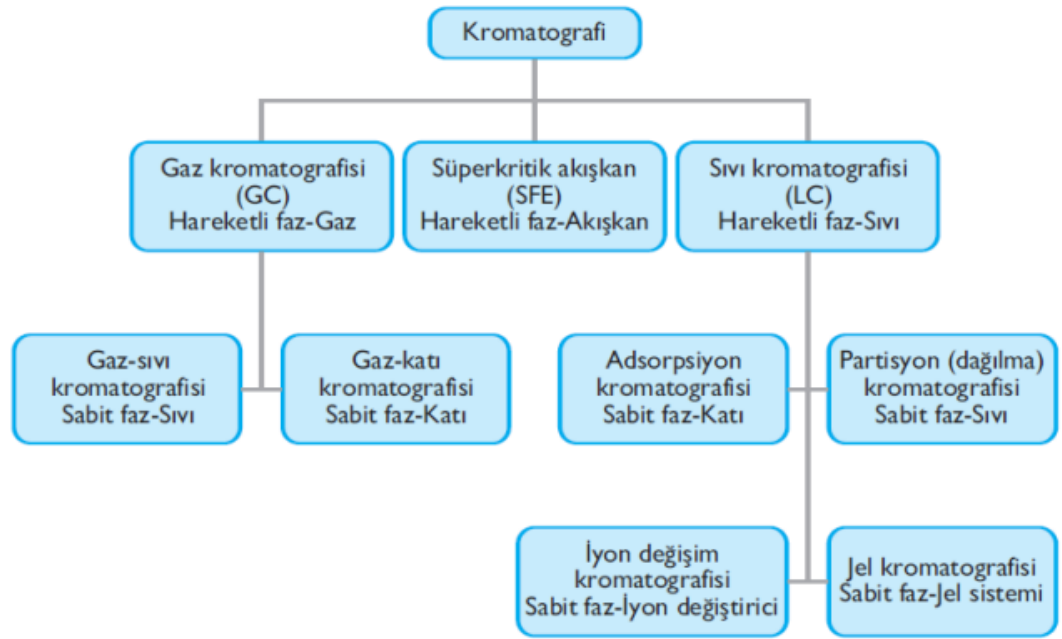 Kromatografi
Gaz kromatografisi
(GC)
Hareketli faz-Gaz
Süperkritik akışkan
(SFE)
Hareketli faz-Akışkan
Sıvı kromatografisi
(LC)
Hareketli faz-Sıvı
Gaz-sıvı
kromatografisi
Sabit faz-Sıvı
Gaz-katı
kromatografisi
Sabit faz-Katı
Adsorpsiyon
kromatografisi
Sabit faz-Katı
Partisyon (dağılma)
kromatografisi
Sabit faz-Sıvı
İyon değişim
kromatografisi
Sabit faz-İyon değiştirici
Jel kromatografisi
Sabit faz-Jel sistemi